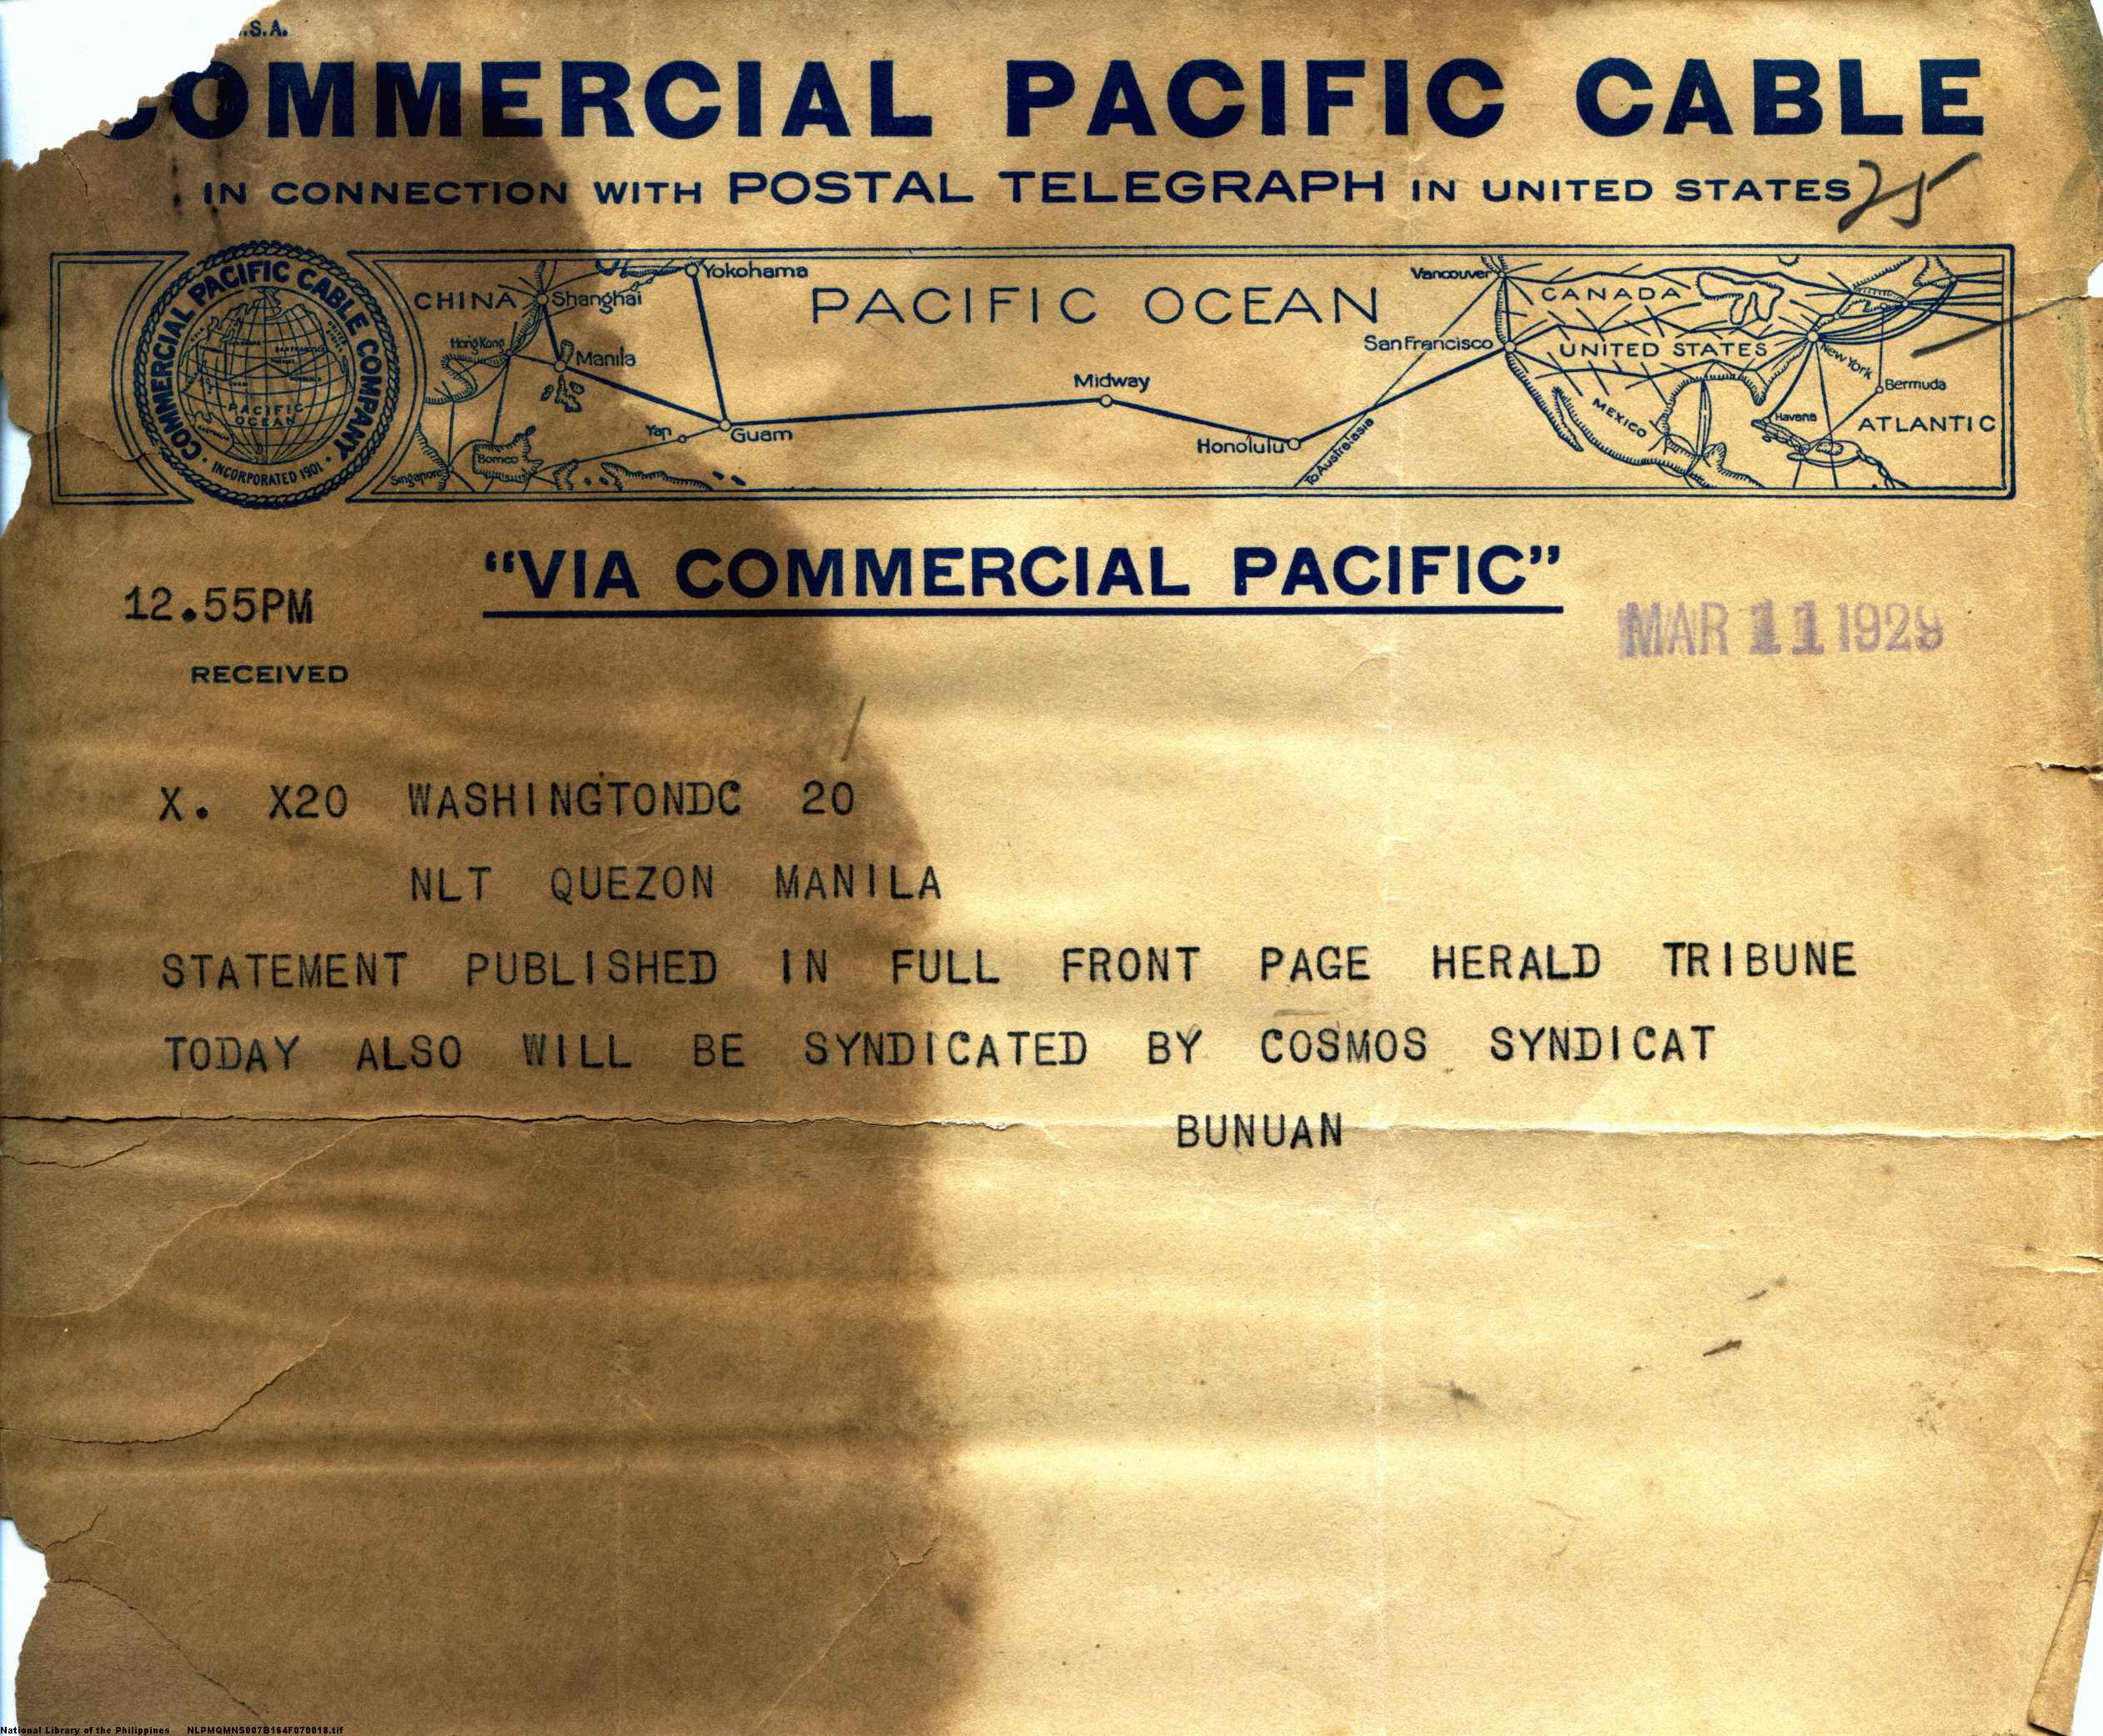 .S.A.
COMMERCIAL PACIFIC CABLE
IN CONNECTION WITH POSTAL TELEGRAPH IN UNITED STATES
25
COMMERCIAL PACIFIC CABLE COMPANY
PACIFIC OCEAN
· INCORPORATED 1901 ·
CHINA
Shanghai
Yokohama
Hong Kong
Manila
Yap
Guam
Borneo
Singapore
PACIFIC OCEAN
Midway
Honolulu
To Australasia
Vancouver
San Francisco
CANADA
UNITED STATES
MEXICO
New York
Bermuda
Havana
ATLANTIC
"VIA COMMERCIAL PACIFIC"
12.55PM
MAR 11 1929
RECEIVED
X. X20 WASHINGTONDC 20
NLT QUEZON MANILA
STATEMENT PUBLISHED IN FULL FRONT PAGE HERALD TRIBUNE
TODAY ALSO WILL BE SYNDICATED BY COSMOS SYNDICAT
BUNUAN
National Library of the Philippines NLPMQMNS007B164F070018.tif